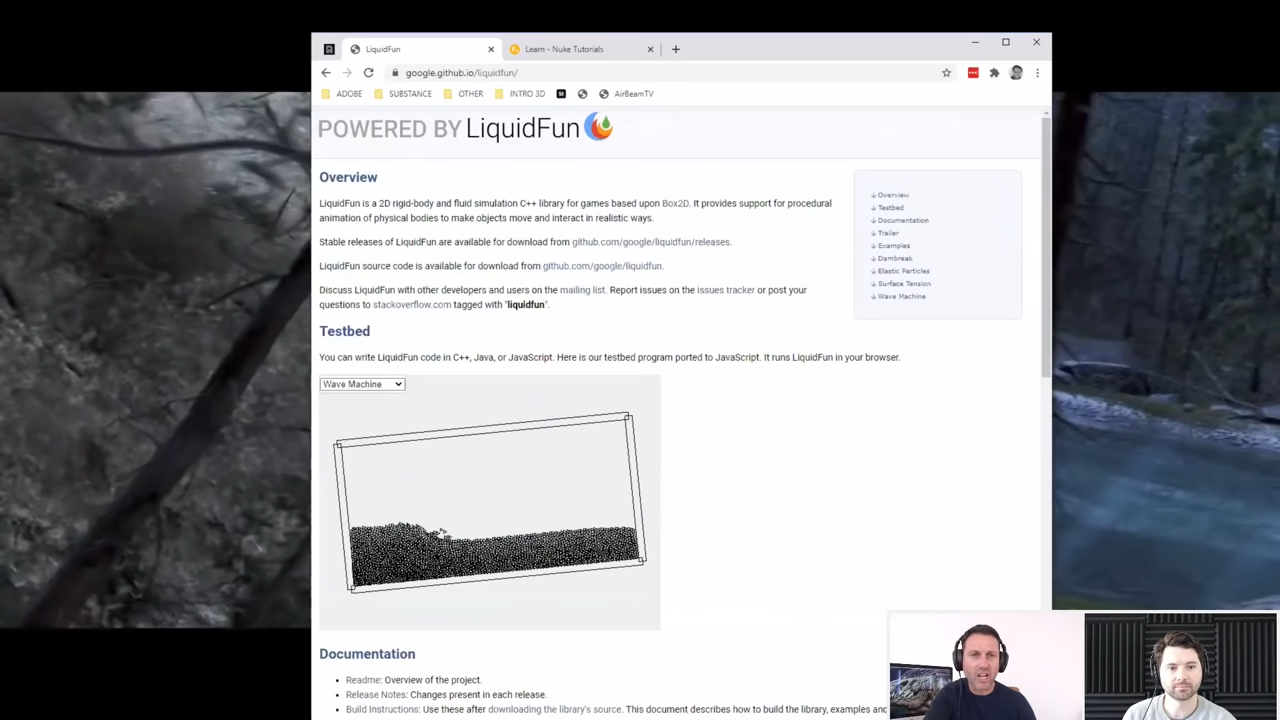 LiquidFun
Learn - Nuke Tutorials
google.github.io/liquidfun/
ADOBE SUBSTANCE OTHER INTRO 3D AirBeamTV
POWERED BY LiquidFun
Overview
LiquidFun is a 2D rigid-body and fluid simulation C++ library for games based upon Box2D. It provides support for procedural
animation of physical bodies to make objects move and interact in realistic ways.
Stable releases of LiquidFun are available for download from github.com/google/liquidfun/releases.
LiquidFun source code is available for download from github.com/google/liquidfun.
Discuss LiquidFun with other developers and users on the mailing list. Report issues on the issues tracker or post your
questions to stackoverflow.com tagged with "liquidfun".
↓ Overview
↓ Testbed
↓ Documentation
↓ Trailer
↓ Examples
↓ Dambreak
↓ Elastic Particles
↓ Surface Tension
↓ Wave Machine
Testbed
You can write LiquidFun code in C++, Java, or JavaScript. Here is our testbed program ported to JavaScript. It runs LiquidFun in your browser.
Wave Machine
Documentation
• Readme: Overview of the project.
• Release Notes: Changes present in each release.
• Build Instructions: Use these after downloading the library's source. This document describes how to build the library, examples and